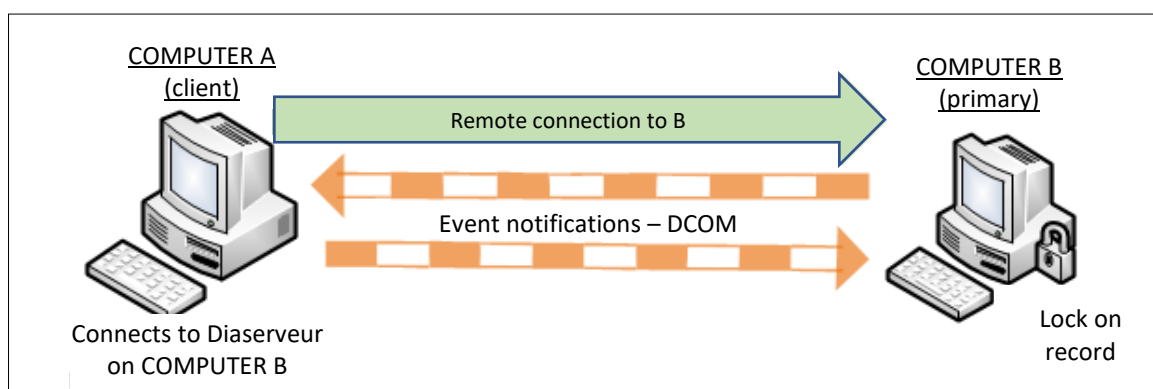 COMPUTER A
(client)
COMPUTER B
(primary)
Remote connection to B
Event notifications – DCOM
Connects to Diaserveur
on COMPUTER B
Lock on
record